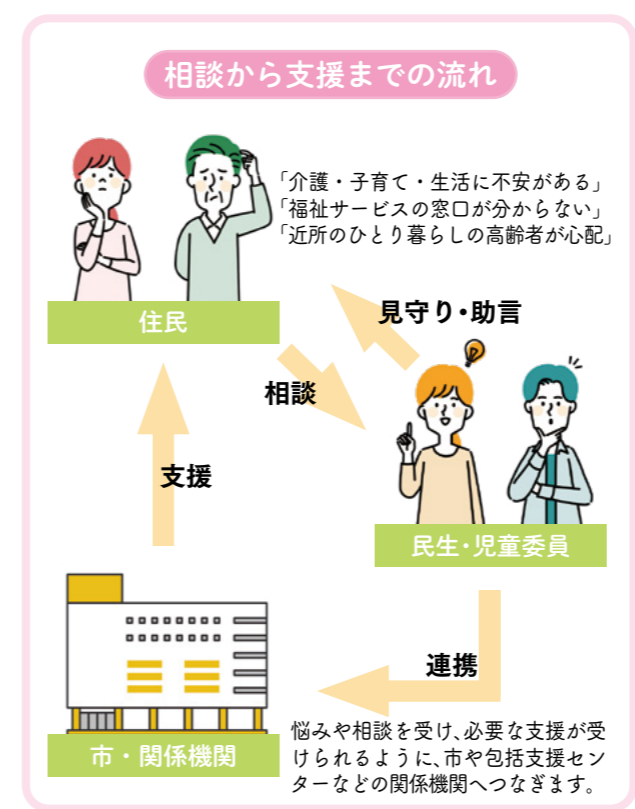 相談から支援までの流れ
「介護・子育て・生活に不安がある」
「福祉サービスの窓口が分からない」
「近所のひとり暮らしの高齢者が心配」
住民
見守り・助言
相談
支援
民生・児童委員
連携
市・関係機関
悩みや相談を受け、必要な支援が受
けられるように、市や包括支援セン
ターなどの関係機関へつなぎます。